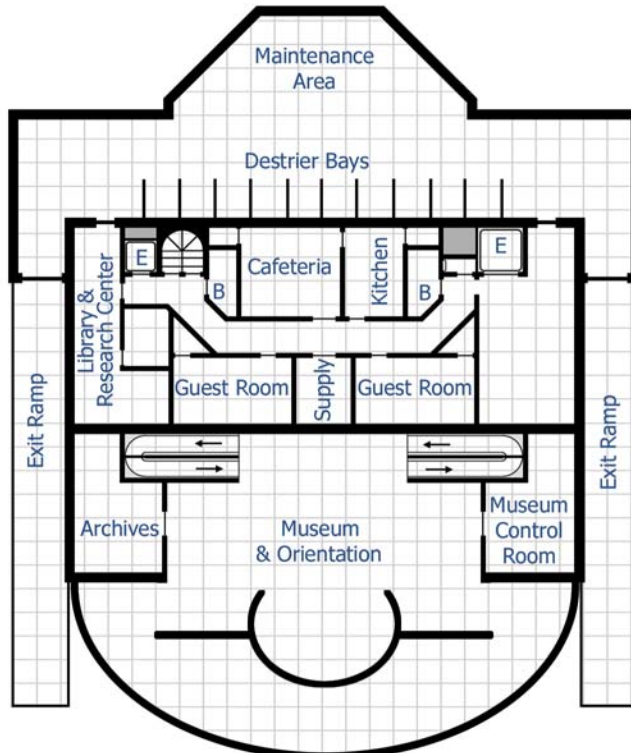 Maintenance
Area
Destrier Bays
E
E
Cafeteria
Kitchen
B
B
Library &
Research Center
Guest Room
Supply
Guest Room
Exit Ramp
Exit Ramp
Archives
Museum
& Orientation
Museum
Control
Room